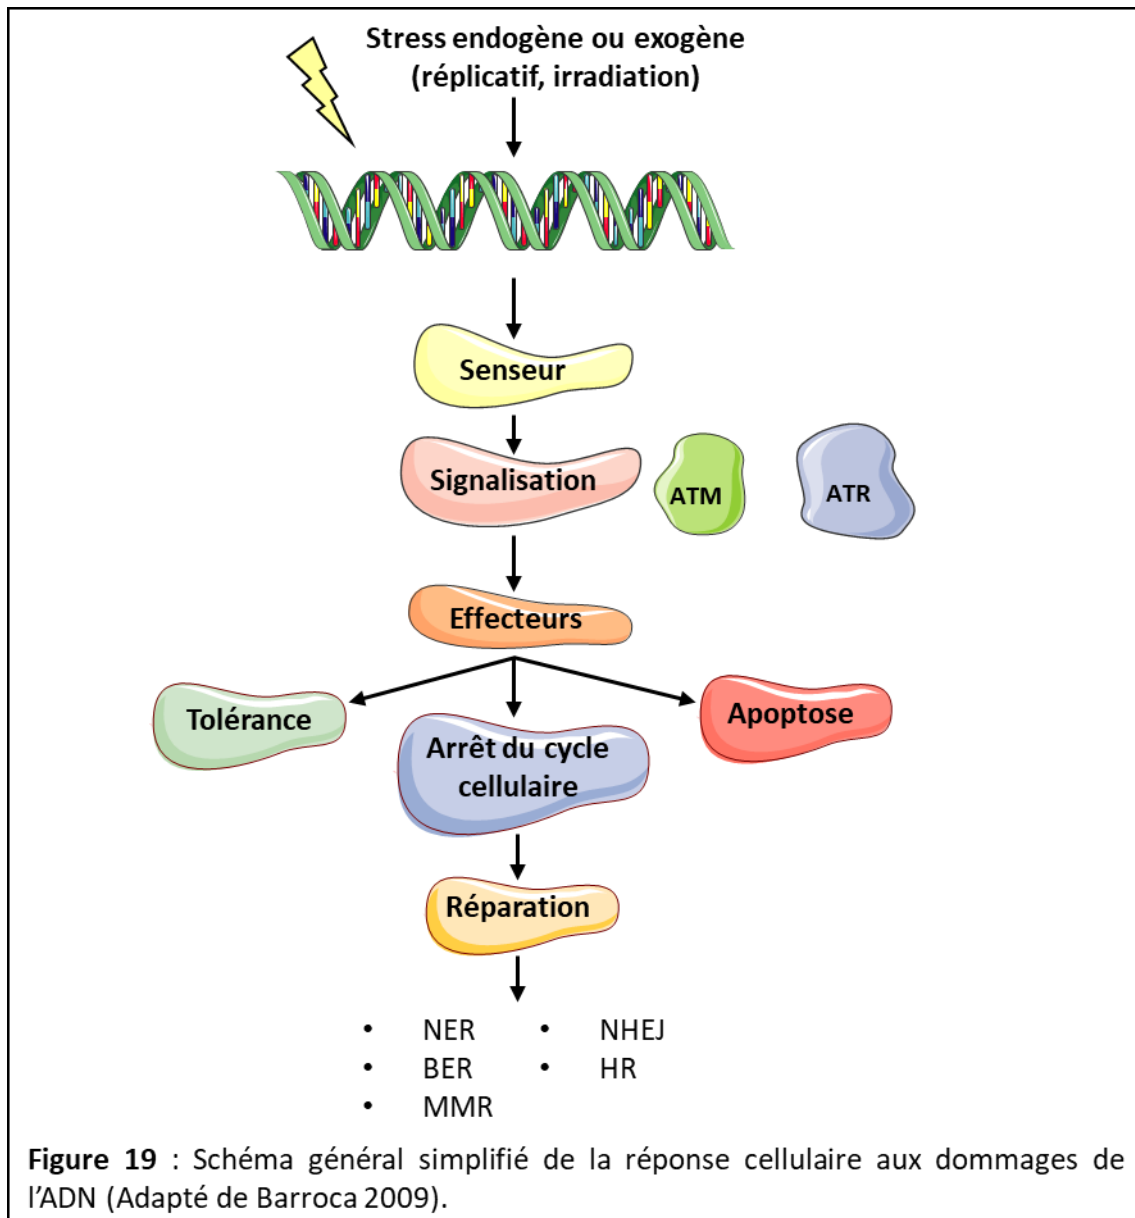 Stress endogène ou exogène
(réplicatif, irradiation)
Senseur
Signalisation
ATM
ATR
Effecteurs
Tolérance
Arrêt du cycle
cellulaire
Apoptose
Réparation
• NER • NHEJ
• BER • HR
• MMR
Figure 19 : Schéma général simplifié de la réponse cellulaire aux dommages de
l’ADN (Adapté de Barroca 2009).